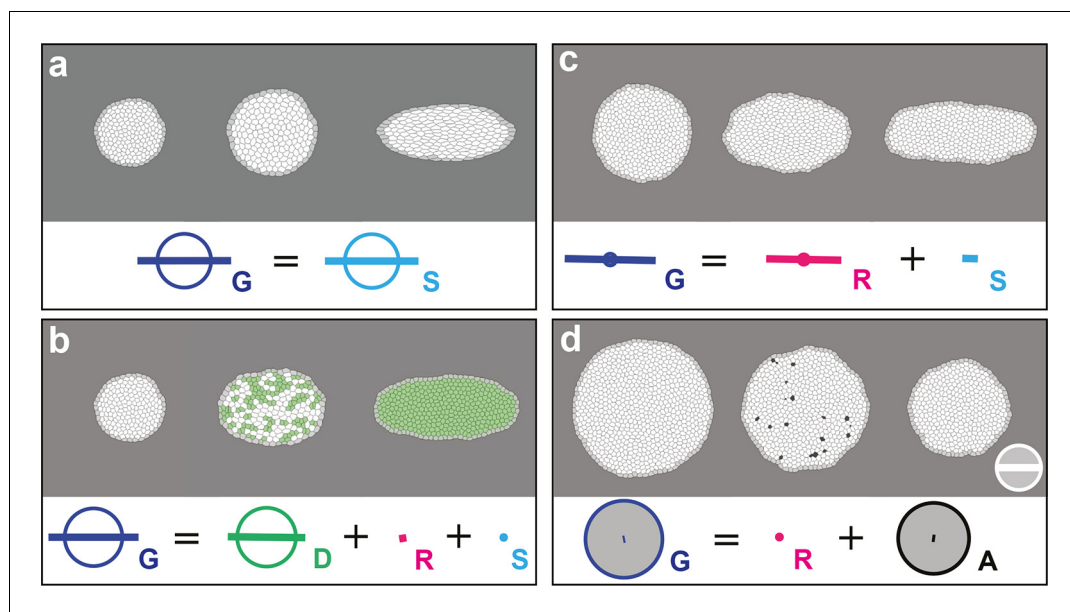 a
G = S
b
G = D + R + S
c
G = R + S
d
G = R + A